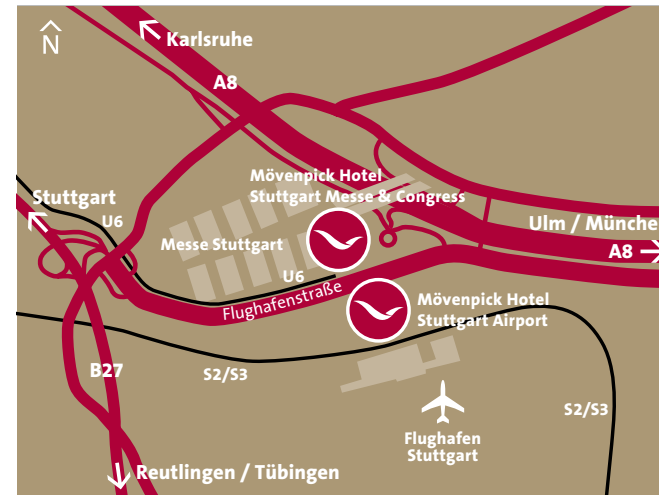 N
Karlsruhe
A8
Mövenpick Hotel
Stuttgart Messe & Congress
Stuttgart
U6
Messe Stuttgart
Ulm / Münche
A8
U6
Flughafenstraße
Mövenpick Hotel
Stuttgart Airport
B27
S2/S3
S2/S3
Flughafen
Stuttgart
Reutlingen / Tübingen